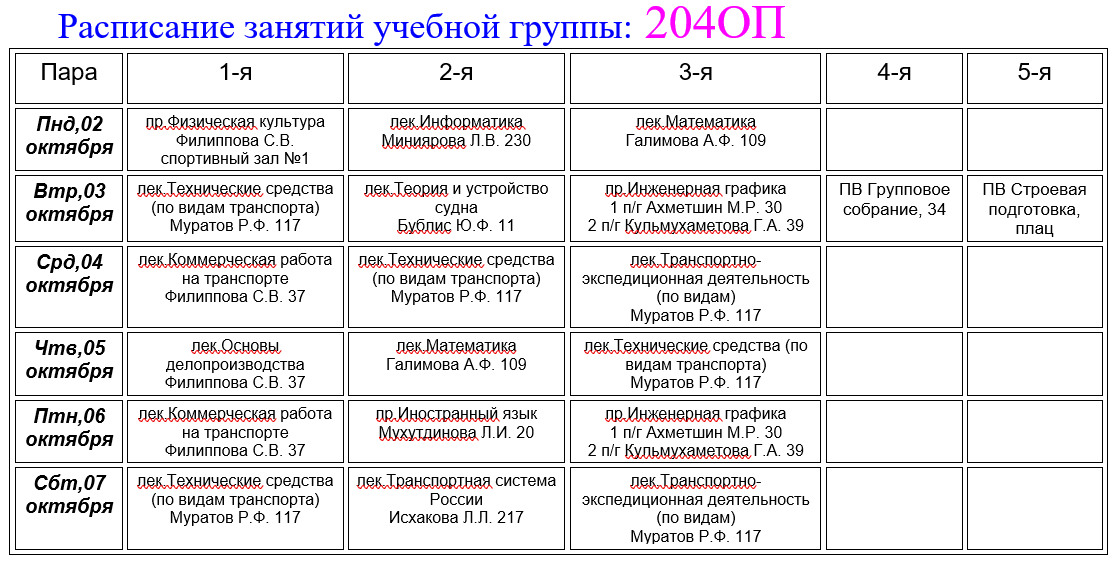 Расписание занятий учебной группы: 204ОП
Пара
1-я
2-я
3-я
4-я
5-я
Пнд,02
октября
пр.Физическая культура
Филиппова С.В.
спортивный зал №1
лек.Информатика
Миниярова Л.В. 230
лек.Математика
Галимова А.Ф. 109
Втр,03
октября
лек.Технические средства
(по видам транспорта)
Муратов Р.Ф. 117
лек.Теория и устройство
судна
Бублис Ю.Ф. 11
пр.Инженерная графика
1 п/г Ахметшин М.Р. 30
2 п/г Кульмухаметова Г.А. 39
ПВ Групповое
собрание, 34
ПВ Строевая
подготовка,
плац
Срд,04
октября
лек.Коммерческая работа
на транспорте
Филиппова С.В. 37
лек.Технические средства
(по видам транспорта)
Муратов Р.Ф. 117
лек.Транспортно-
экспедиционная деятельность
(по видам)
Муратов Р.Ф. 117
Чтв,05
октября
лек.Основы
делопроизводства
Филиппова С.В. 37
лек.Математика
Галимова А.Ф. 109
лек.Технические средства (по
видам транспорта)
Муратов Р.Ф. 117
Птн,06
октября
лек.Коммерческая работа
на транспорте
Филиппова С.В. 37
пр.Иностранный язык
Мухутдинова Л.И. 20
пр.Инженерная графика
1 п/г Ахметшин М.Р. 30
2 п/г Кульмухаметова Г.А. 39
Сбт,07
октября
лек.Технические средства
(по видам транспорта)
Муратов Р.Ф. 117
лек.Транспортная система
России
Исхакова Л.Л. 217
лек.Транспортно-
экспедиционная деятельность
(по видам)
Муратов Р.Ф. 117